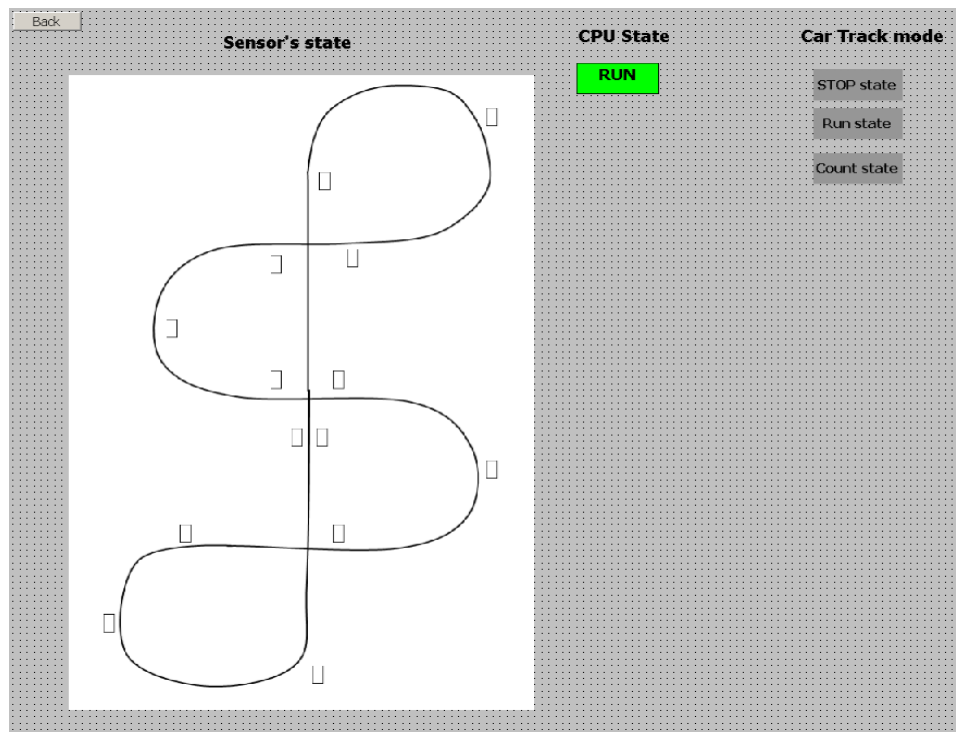 Back
Sensor's state
CPU State
Car Track mode
RUN
STOP state
Run state
Count state